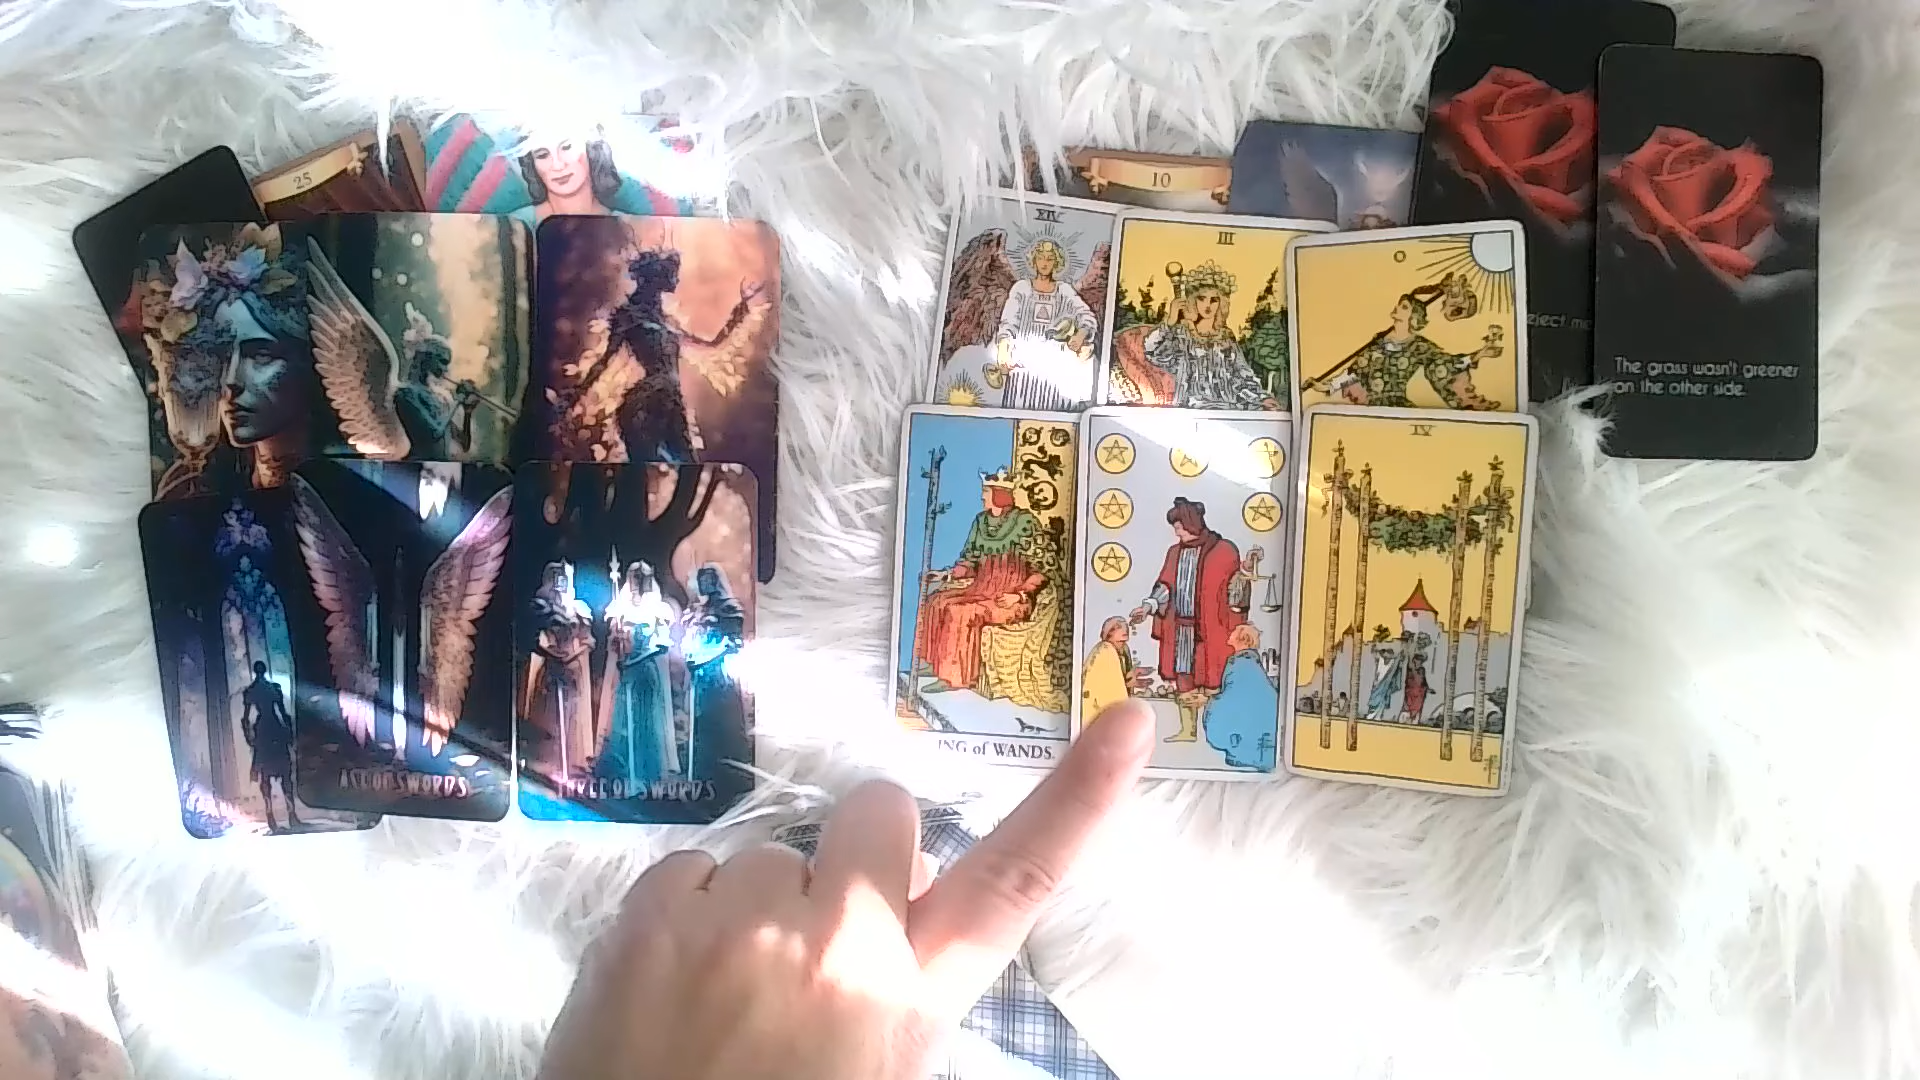 25
10
XIV
III
0
eject me
The grass wasn't greener
on the other side.
IV
ING of WANDS.
ACE OF SWORDS
THREE OF SWORDS